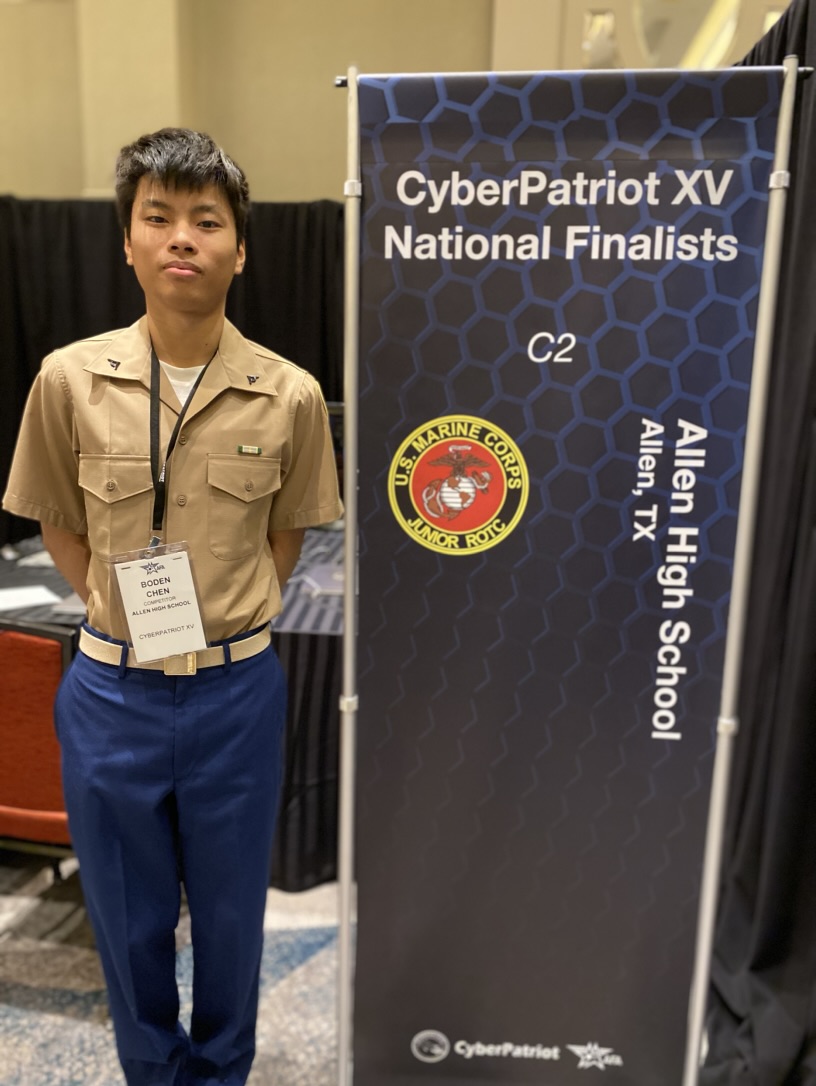 CyberPatriot XV
National Finalists
C2
U.S. MARINE CORPS
JUNIOR ROTC
Allen High School
Allen, TX
BODEN
CHEN
COMPETITOR
ALLEN HIGH SCHOOL
CYBERPATRIOT XV
CyberPatriot
AFA